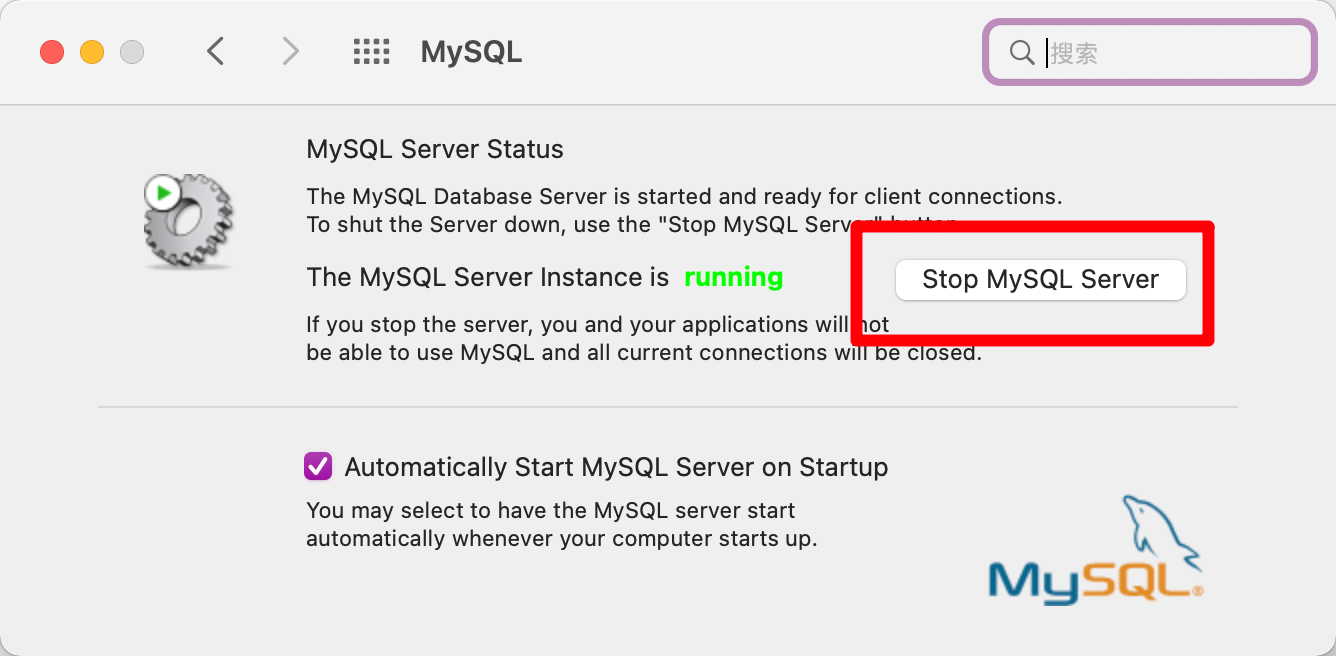 MySQL
搜索
MySQL Server Status
The MySQL Database Server is started and ready for client connections.
To shut the Server down, use the "Stop MySQL Server" button.
The MySQL Server Instance is running
Stop MySQL Server
If you stop the server, you and your applications will not
be able to use MySQL and all current connections will be closed.
Automatically Start MySQL Server on Startup
You may select to have the MySQL server start
automatically whenever your computer starts up.
MySQL®